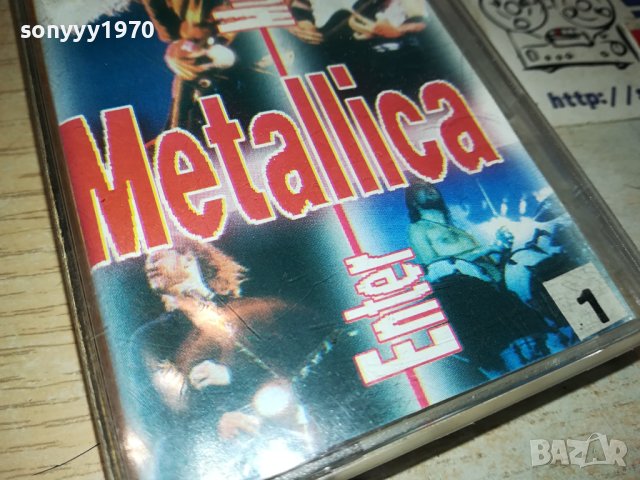 sonyyy1970
Metallica
http://
Enter
1
BAZAR